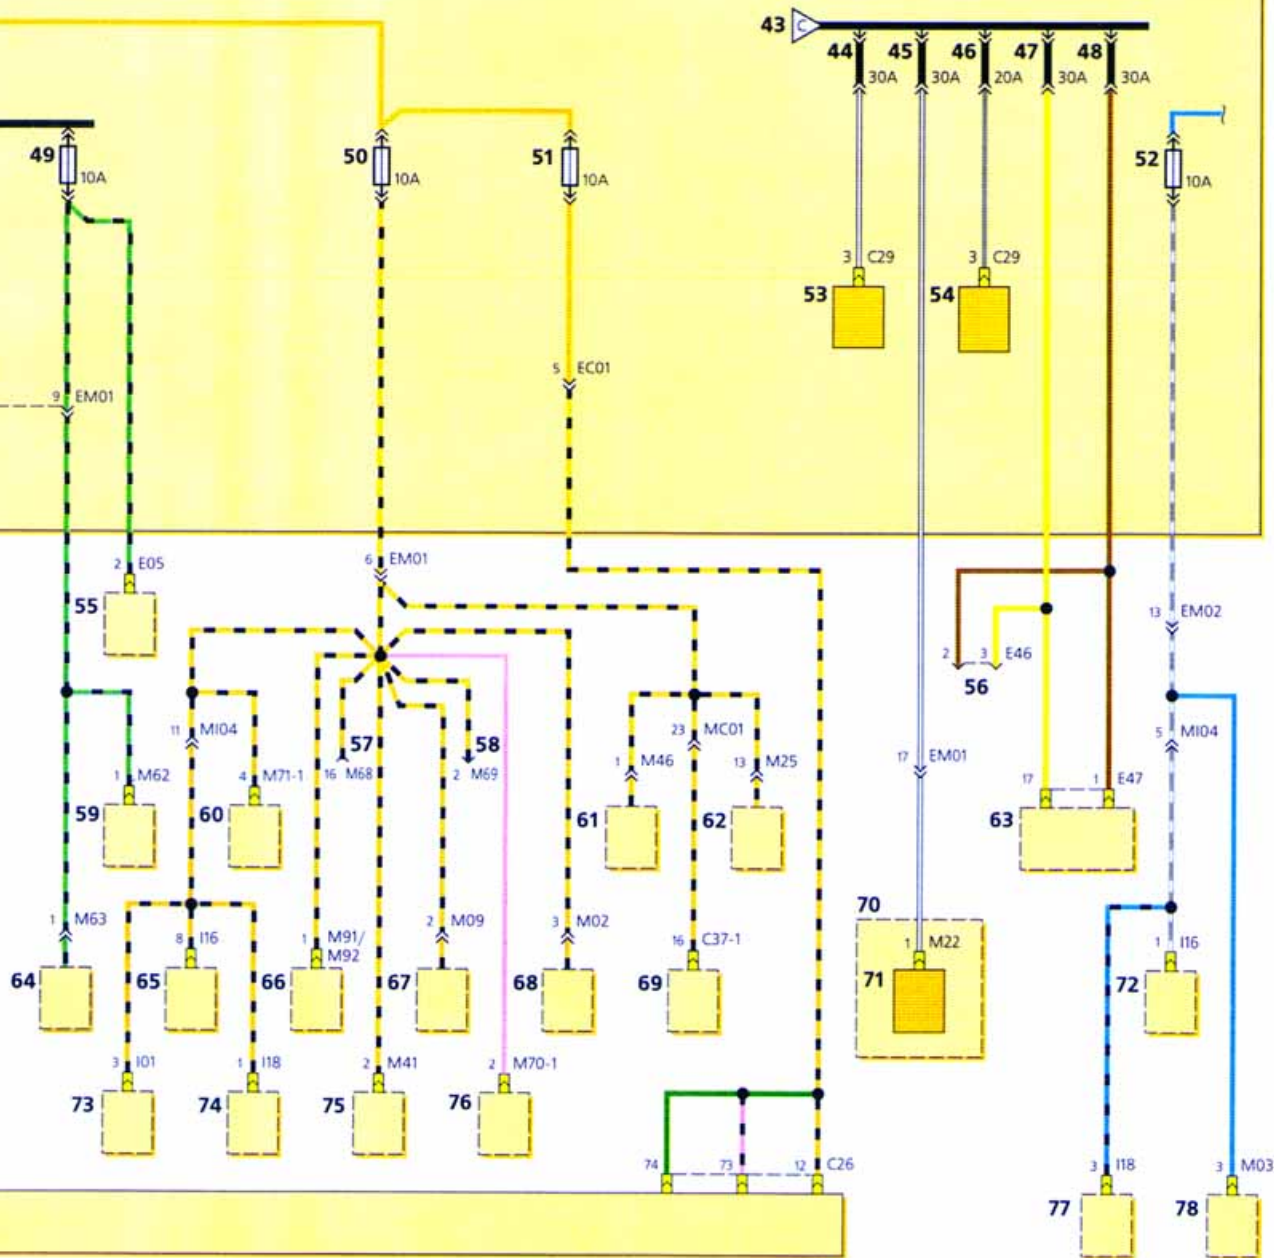 43 C
44 45 46 47 48
30A 30A 20A 30A 30A
49 50 51 52
10A 10A 10A 10A
3 C29 3 C29
53 54
5 EC01
9 EM01
2 E05
6 EM01
55
13 EM02
2 3 E46
56
11 MI04
57 58
23 MC01
5 MI04
16 M68 2 M69
17 EM01
1 M62 4 M71-1 1 M46 13 M25
17 1 E47
59 60 61 62 63
70
1 M63 8 I16 1 M91/
M92
2 M09 3 M02 16 C37-1 1 M22 1 I16
64 65 66 67 68 69 71 72
3 I01 1 I18 2 M41 2 M70-1
73 74 75 76
74 73 12 C26 3 I18 3 M03
77 78